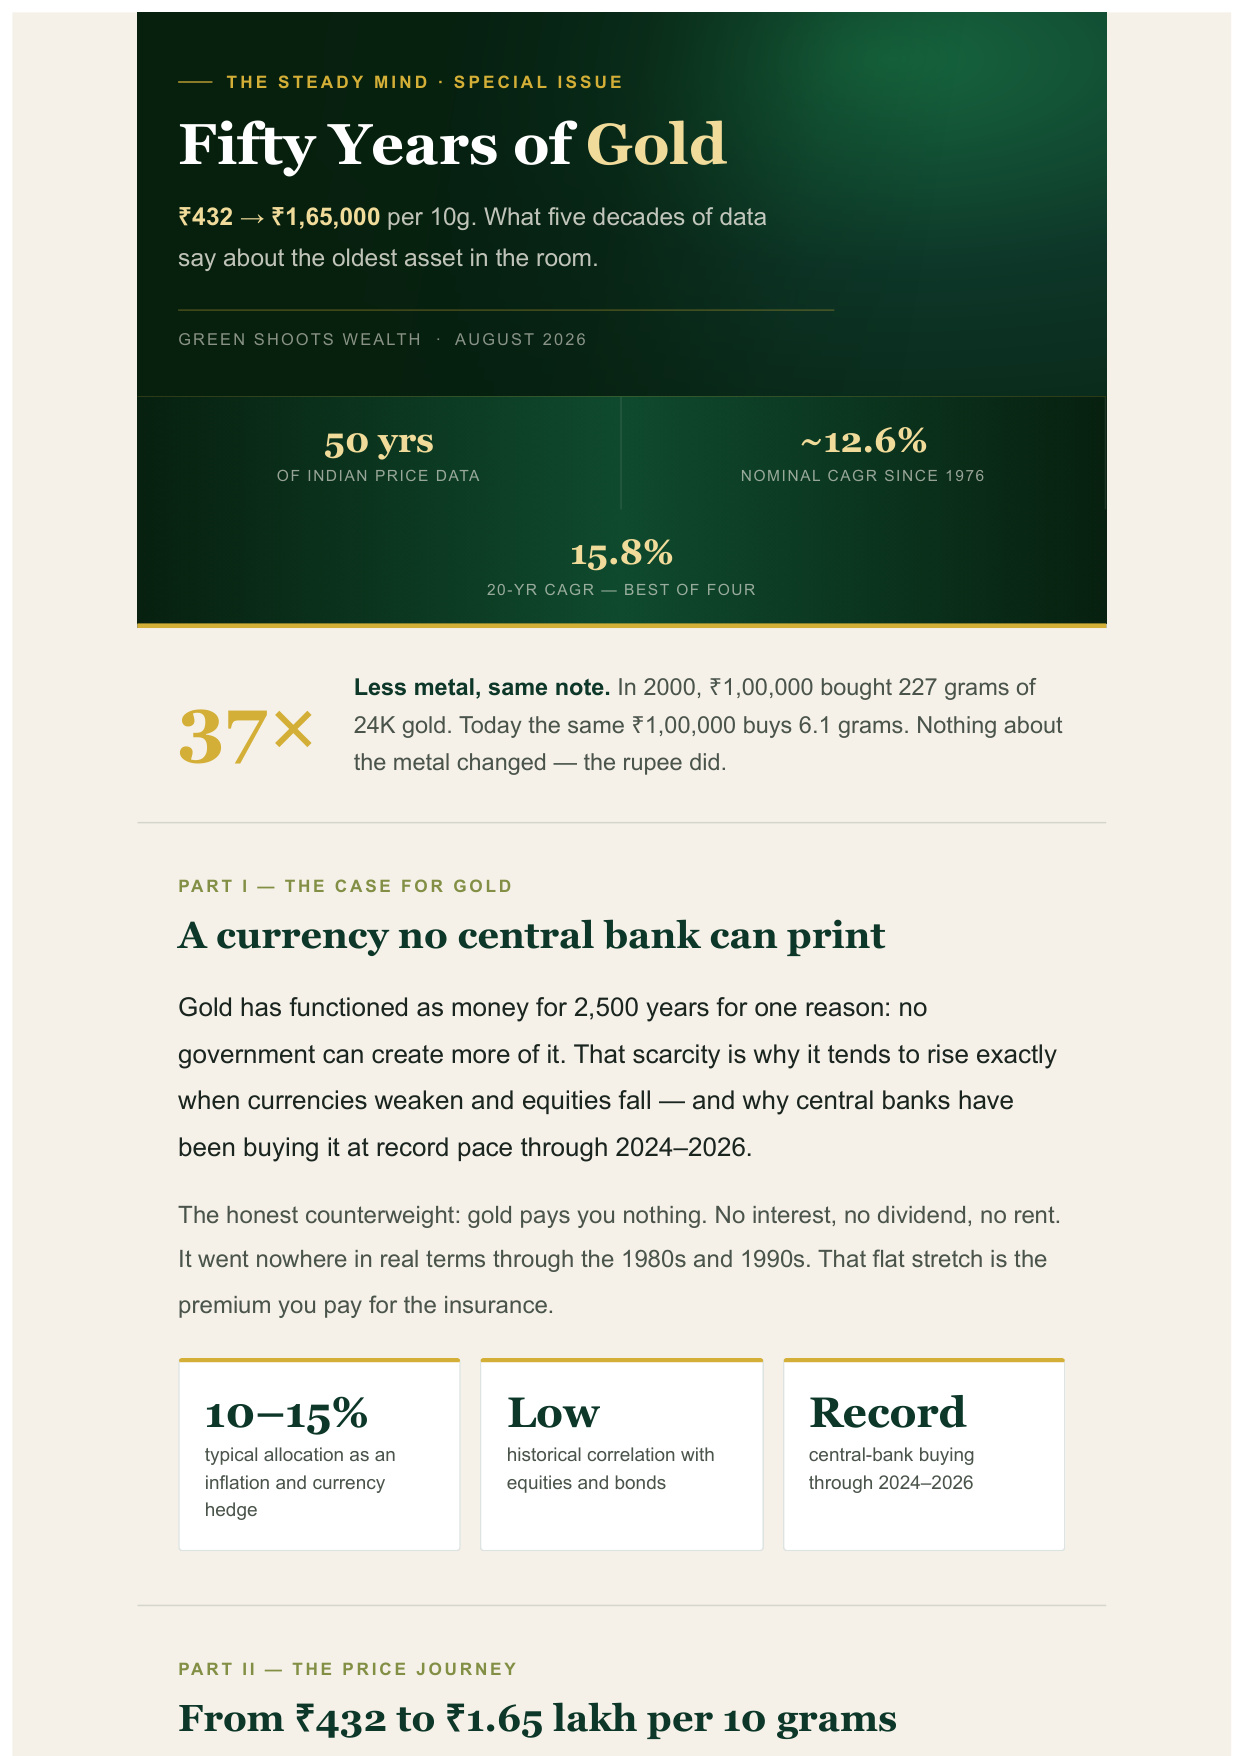 THE STEADY MIND · SPECIAL ISSUE
Fifty Years of Gold
₹432 → ₹1,65,000 per 10g. What five decades of data
say about the oldest asset in the room.
GREEN SHOOTS WEALTH · AUGUST 2026
50 yrs
OF INDIAN PRICE DATA
~12.6%
NOMINAL CAGR SINCE 1976
15.8%
20-YR CAGR — BEST OF FOUR
37×
Less metal, same note. In 2000, ₹1,00,000 bought 227 grams of
24K gold. Today the same ₹1,00,000 buys 6.1 grams. Nothing about
the metal changed — the rupee did.
PART I — THE CASE FOR GOLD
A currency no central bank can print
Gold has functioned as money for 2,500 years for one reason: no
government can create more of it. That scarcity is why it tends to rise exactly
when currencies weaken and equities fall — and why central banks have
been buying it at record pace through 2024–2026.
The honest counterweight: gold pays you nothing. No interest, no dividend, no rent.
It went nowhere in real terms through the 1980s and 1990s. That flat stretch is the
premium you pay for the insurance.
10–15%
typical allocation as an
inflation and currency
hedge
Low
historical correlation with
equities and bonds
Record
central-bank buying
through 2024–2026
PART II — THE PRICE JOURNEY
From ₹432 to ₹1.65 lakh per 10 grams